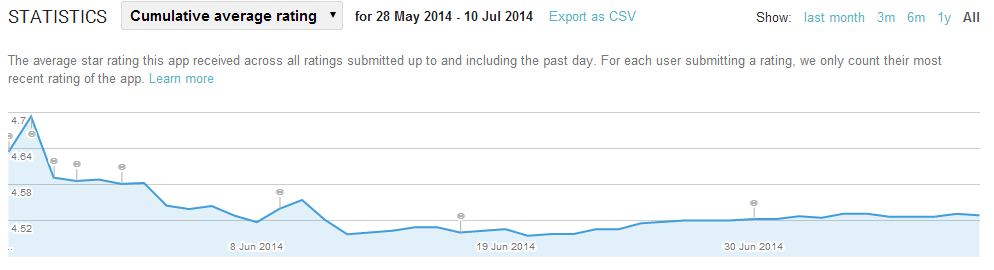 STATISTICS Cumulative average rating for 28 May 2014 - 10 Jul 2014 Export as CSV Show: last month 3m 6m 1y All
The average star rating this app received across all ratings submitted up to and including the past day. For each user submitting a rating, we only count their most
recent rating of the app. Learn more
4.7
4.64
4.58
4.52
... 8 Jun 2014 19 Jun 2014 30 Jun 2014